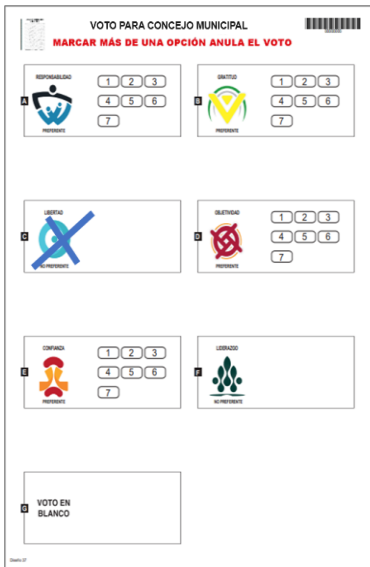 VOTO PARA CONCEJO MUNICIPAL
MARCAR MÁS DE UNA OPCIÓN ANULA EL VOTO
A
RESPONSABILIDAD
PREFERENTE
1 2 3
4 5 6
7
B
GRATITUD
PREFERENTE
1 2 3
4 5 6
7
C
LIBERTAD
NO PREFERENTE
D
OBJETIVIDAD
PREFERENTE
1 2 3
4 5 6
7
E
CONFIANZA
PREFERENTE
1 2 3
4 5 6
7
F
LIDERAZGO
NO PREFERENTE
G
VOTO EN
BLANCO
Diseño 07